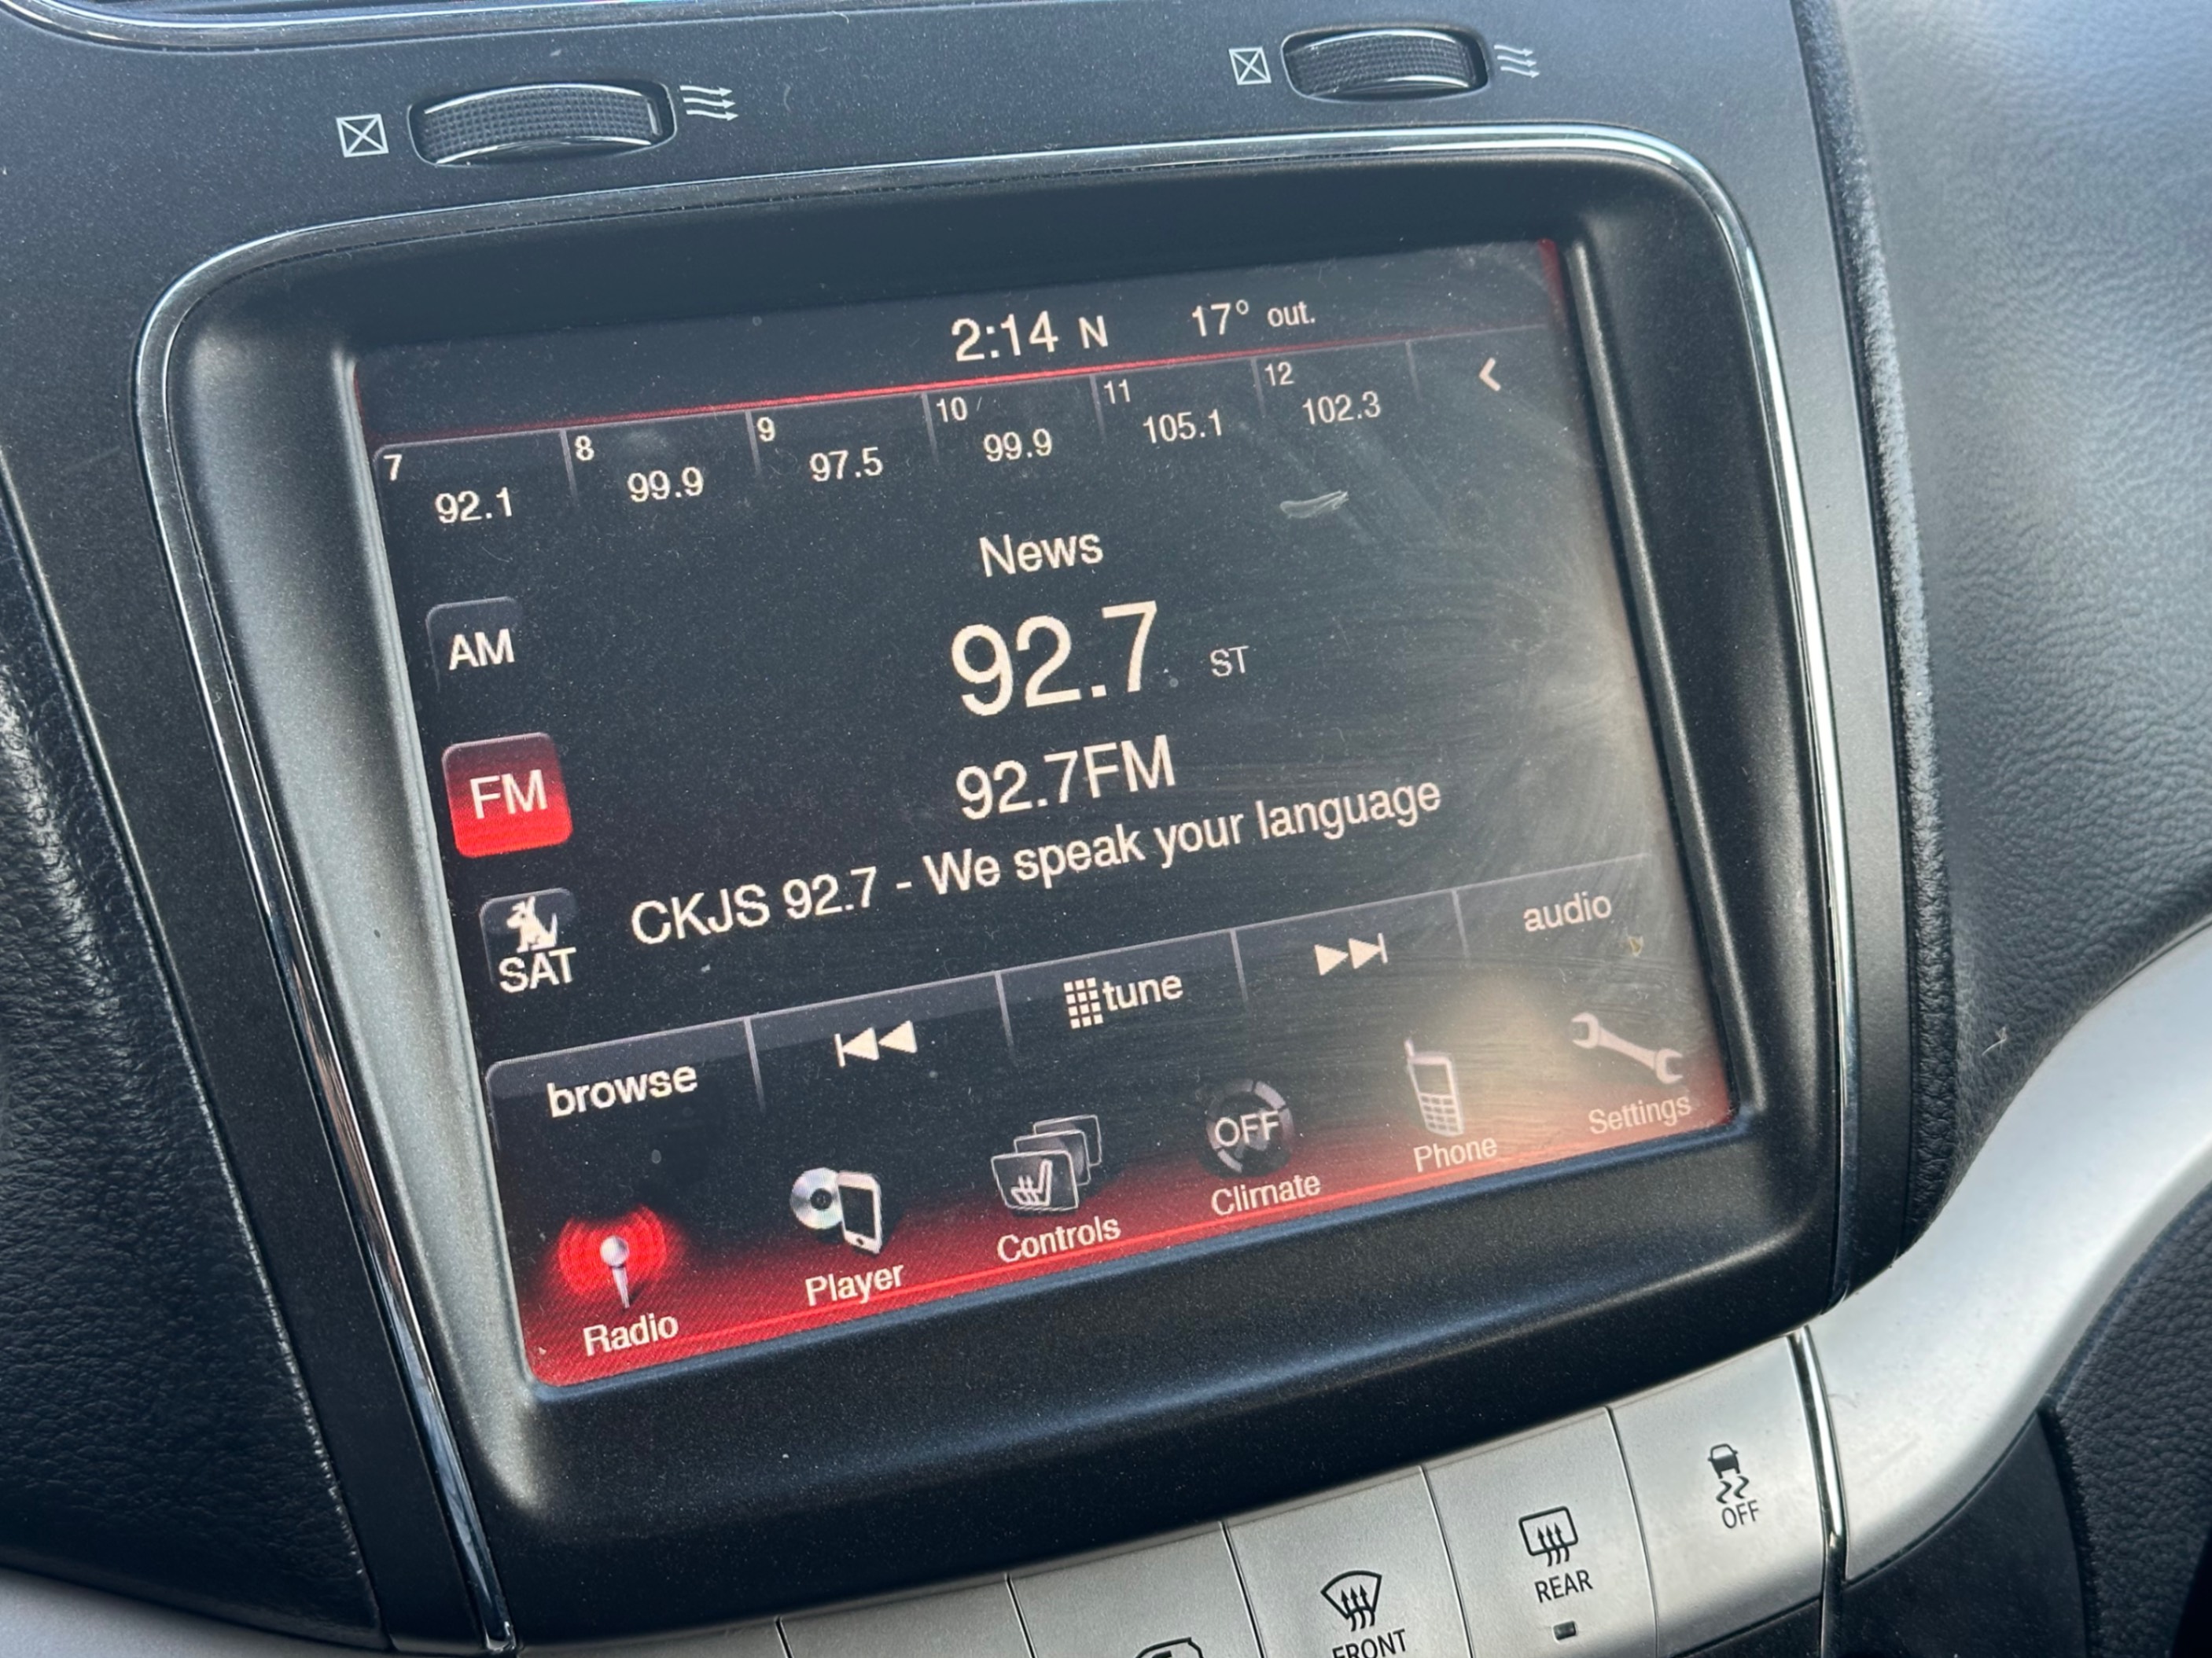 2:14 N 17° out.
7 8 9 10 11 12
92.1 99.9 97.5 99.9 105.1 102.3
News
AM
92.7 ST
FM
92.7FM
SAT
CKJS 92.7 - We speak your language
browse tune audio
OFF
Radio Player Controls Climate Phone Settings
FRONT REAR OFF